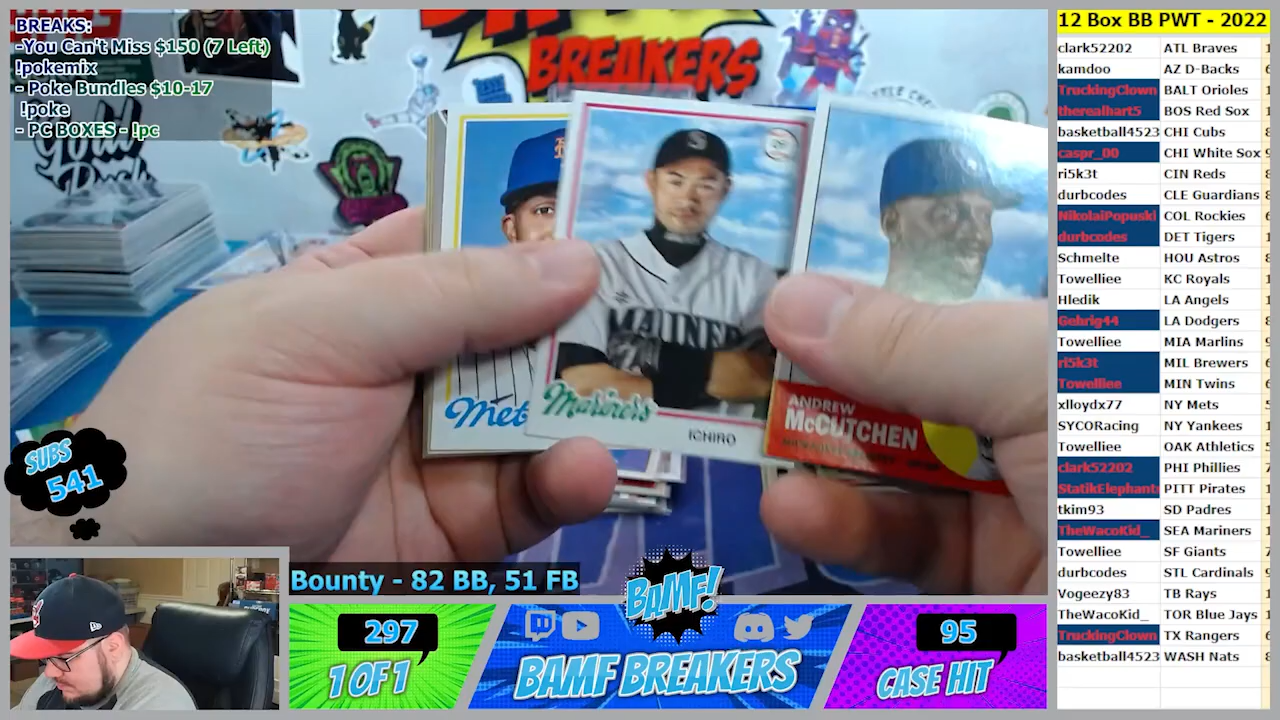 BREAKS:
-You Can't Miss $150 (7 Left)
!pokemix
- Poke Bundles $10-17
!poke
- PC BOXES - !pc
BREAKERS
Mariners
ICHIRO
ANDREW
McCUTCHEN
SUBS
541
Bounty - 82 BB, 51 FB
BAMF!
297
1 OF 1
BAMF BREAKERS
95
CASE HIT
12 Box BB PWT - 2022
clark52202 ATL Braves
kamdoo AZ D-Backs
TruckingClown BALT Orioles
therealhart5 BOS Red Sox
basketball4523 CHI Cubs
caspr_00 CHI White Sox
ri5k3t CIN Reds
durbcodes CLE Guardians
NikolaiPopuski COL Rockies
durbcodes DET Tigers
Schmelte HOU Astros
Towelliee KC Royals
Hledik LA Angels
Gehrig44 LA Dodgers
Towelliee MIA Marlins
ri5k3t MIL Brewers
Towelliee MIN Twins
xlloydx77 NY Mets
SYCORacing NY Yankees
Towelliee OAK Athletics
clark52202 PHI Phillies
StatikElephant PITT Pirates
tkim93 SD Padres
TheWacoKid_ SEA Mariners
Towelliee SF Giants
durbcodes STL Cardinals
Vogeezy83 TB Rays
TheWacoKid_ TOR Blue Jays
TruckingClown TX Rangers
basketball4523 WASH Nats